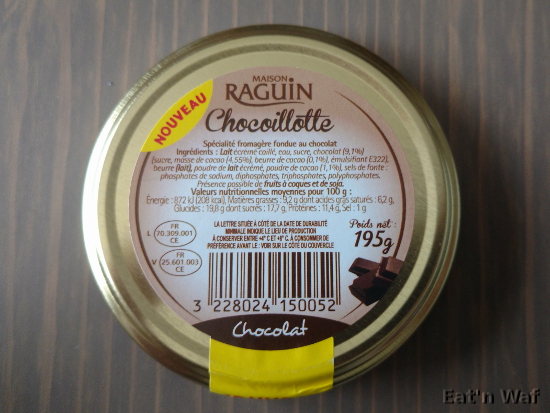 NOUVEAU
MAISON
RAGUIN
Chocoillotte
Spécialité fromagère fondue au chocolat
Ingrédients : Lait écrémé caillé, eau, sucre, chocolat (9,1%)
(sucre, masse de cacao (4,55%), beurre de cacao (0,1%), émulsifiant E322),
beurre (lait), poudre de lait écrémé, poudre de cacao (1,1%), sels de fonte :
phosphates de sodium, diphosphates, triphosphates, polyphosphates.
Présence possible de fruits à coques et de soja.
Valeurs nutritionnelles moyennes pour 100 g :
Energie : 872 kJ (208 kcal), Matières grasses : 9,2 g dont acides gras saturés : 6,2 g,
Glucides : 19,8 g dont sucres : 17,7 g, Protéines : 11,4 g, Sel : 1 g
LA LETTRE SITUÉE À CÔTÉ DE LA DATE DE DURABILITÉ
MINIMALE INDIQUE LE LIEU DE PRODUCTION
À CONSERVER ENTRE +4° C ET +8° C. À CONSOMMER
PRÉFÉRENCE AVANT LE : VOIR SUR LE CÔTÉ DU COUVERCLE
L
FR
70.309.001
CE
V
FR
25.601.003
CE
Poids net :
195g
3 228024 150052
Chocolat
Eat'n Waf